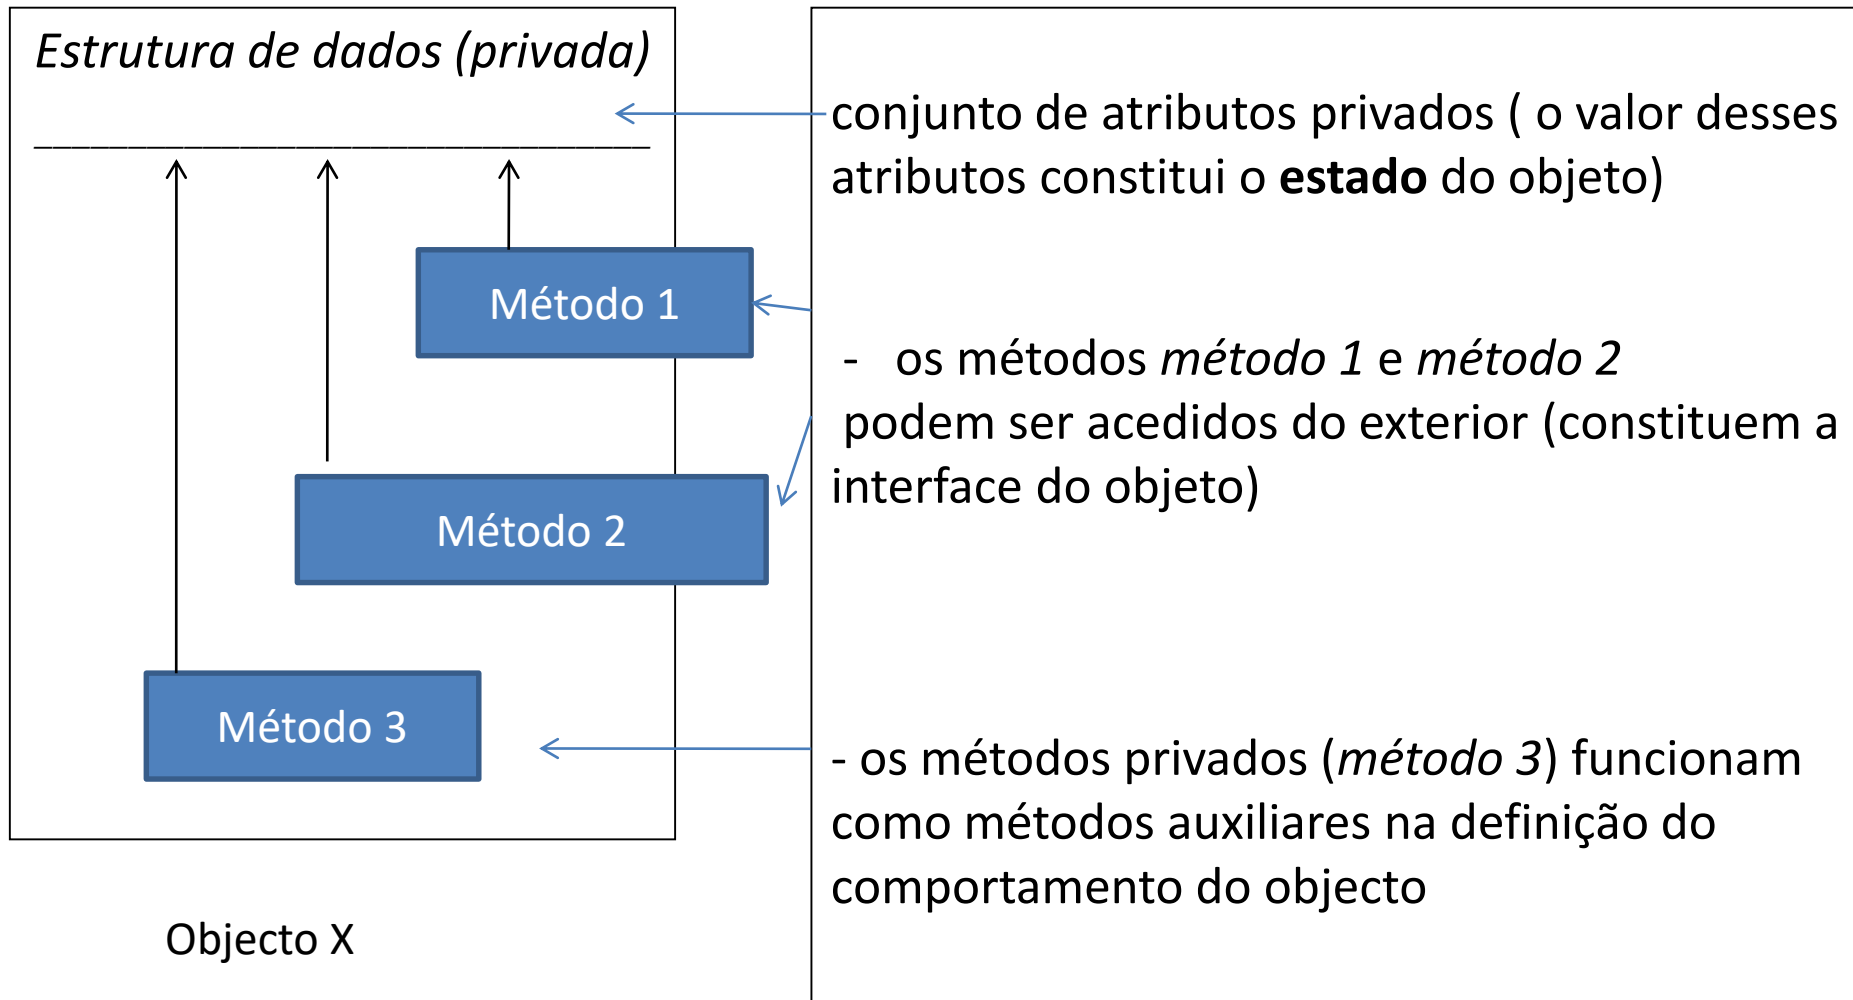 Estrutura de dados (privada)
Método 1
Método 2
Método 3
Objecto X
conjunto de atributos privados ( o valor desses
atributos constitui o estado do objeto)
- os métodos método 1 e método 2
podem ser acedidos do exterior (constituem a
interface do objeto)
- os métodos privados (método 3) funcionam
como métodos auxiliares na definição do
comportamento do objecto